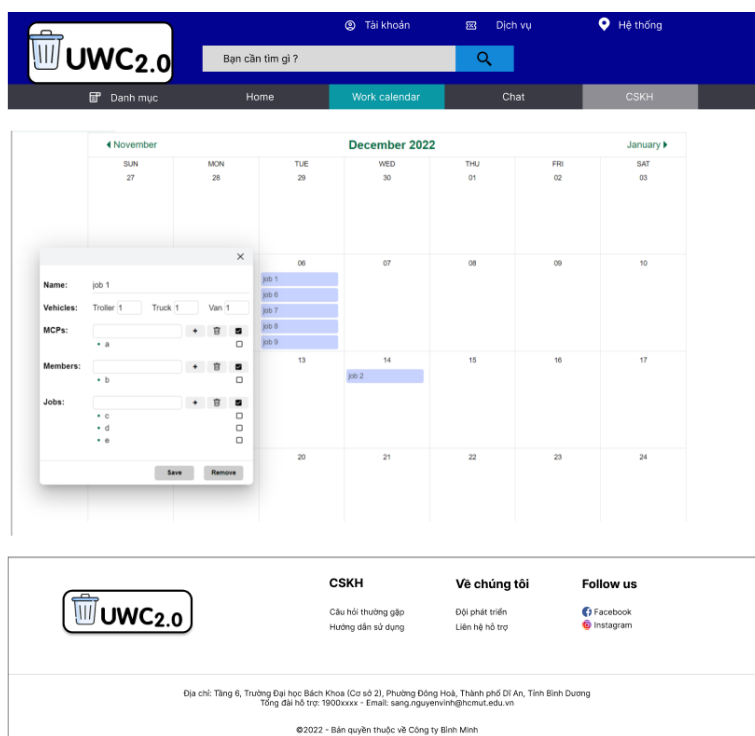 UWC2.0
Tài khoản Dịch vụ Hệ thống
Bạn cần tìm gì ?
Danh mục Home Work calendar Chat CSKH
November December 2022 January
SUN MON TUE WED THU FRI SAT
27 28 29 30 01 02 03
06 07 08 09 10
job 1
job 6
job 7
job 8
job 9
13 14 15 16 17
job 2
20 21 22 23 24
Name: job 1
Vehicles: Troller 1 Truck 1 Van 1
MCPs: +
a
Members: +
b
Jobs: +
c
d
e
Save Remove
UWC2.0
CSKH Về chúng tôi Follow us
Câu hỏi thường gặp Đội phát triển Facebook
Hướng dẫn sử dụng Liên hệ hỗ trợ Instagram
Địa chỉ: Tầng 6, Trường Đại học Bách Khoa (Cơ sở 2), Phường Đông Hoà, Thành phố Dĩ An, Tỉnh Bình Dương
Tổng đài hỗ trợ: 1900xxxx - Email: sang.nguyenvinh@hcmut.edu.vn
©2022 - Bản quyền thuộc về Công ty Bình Minh